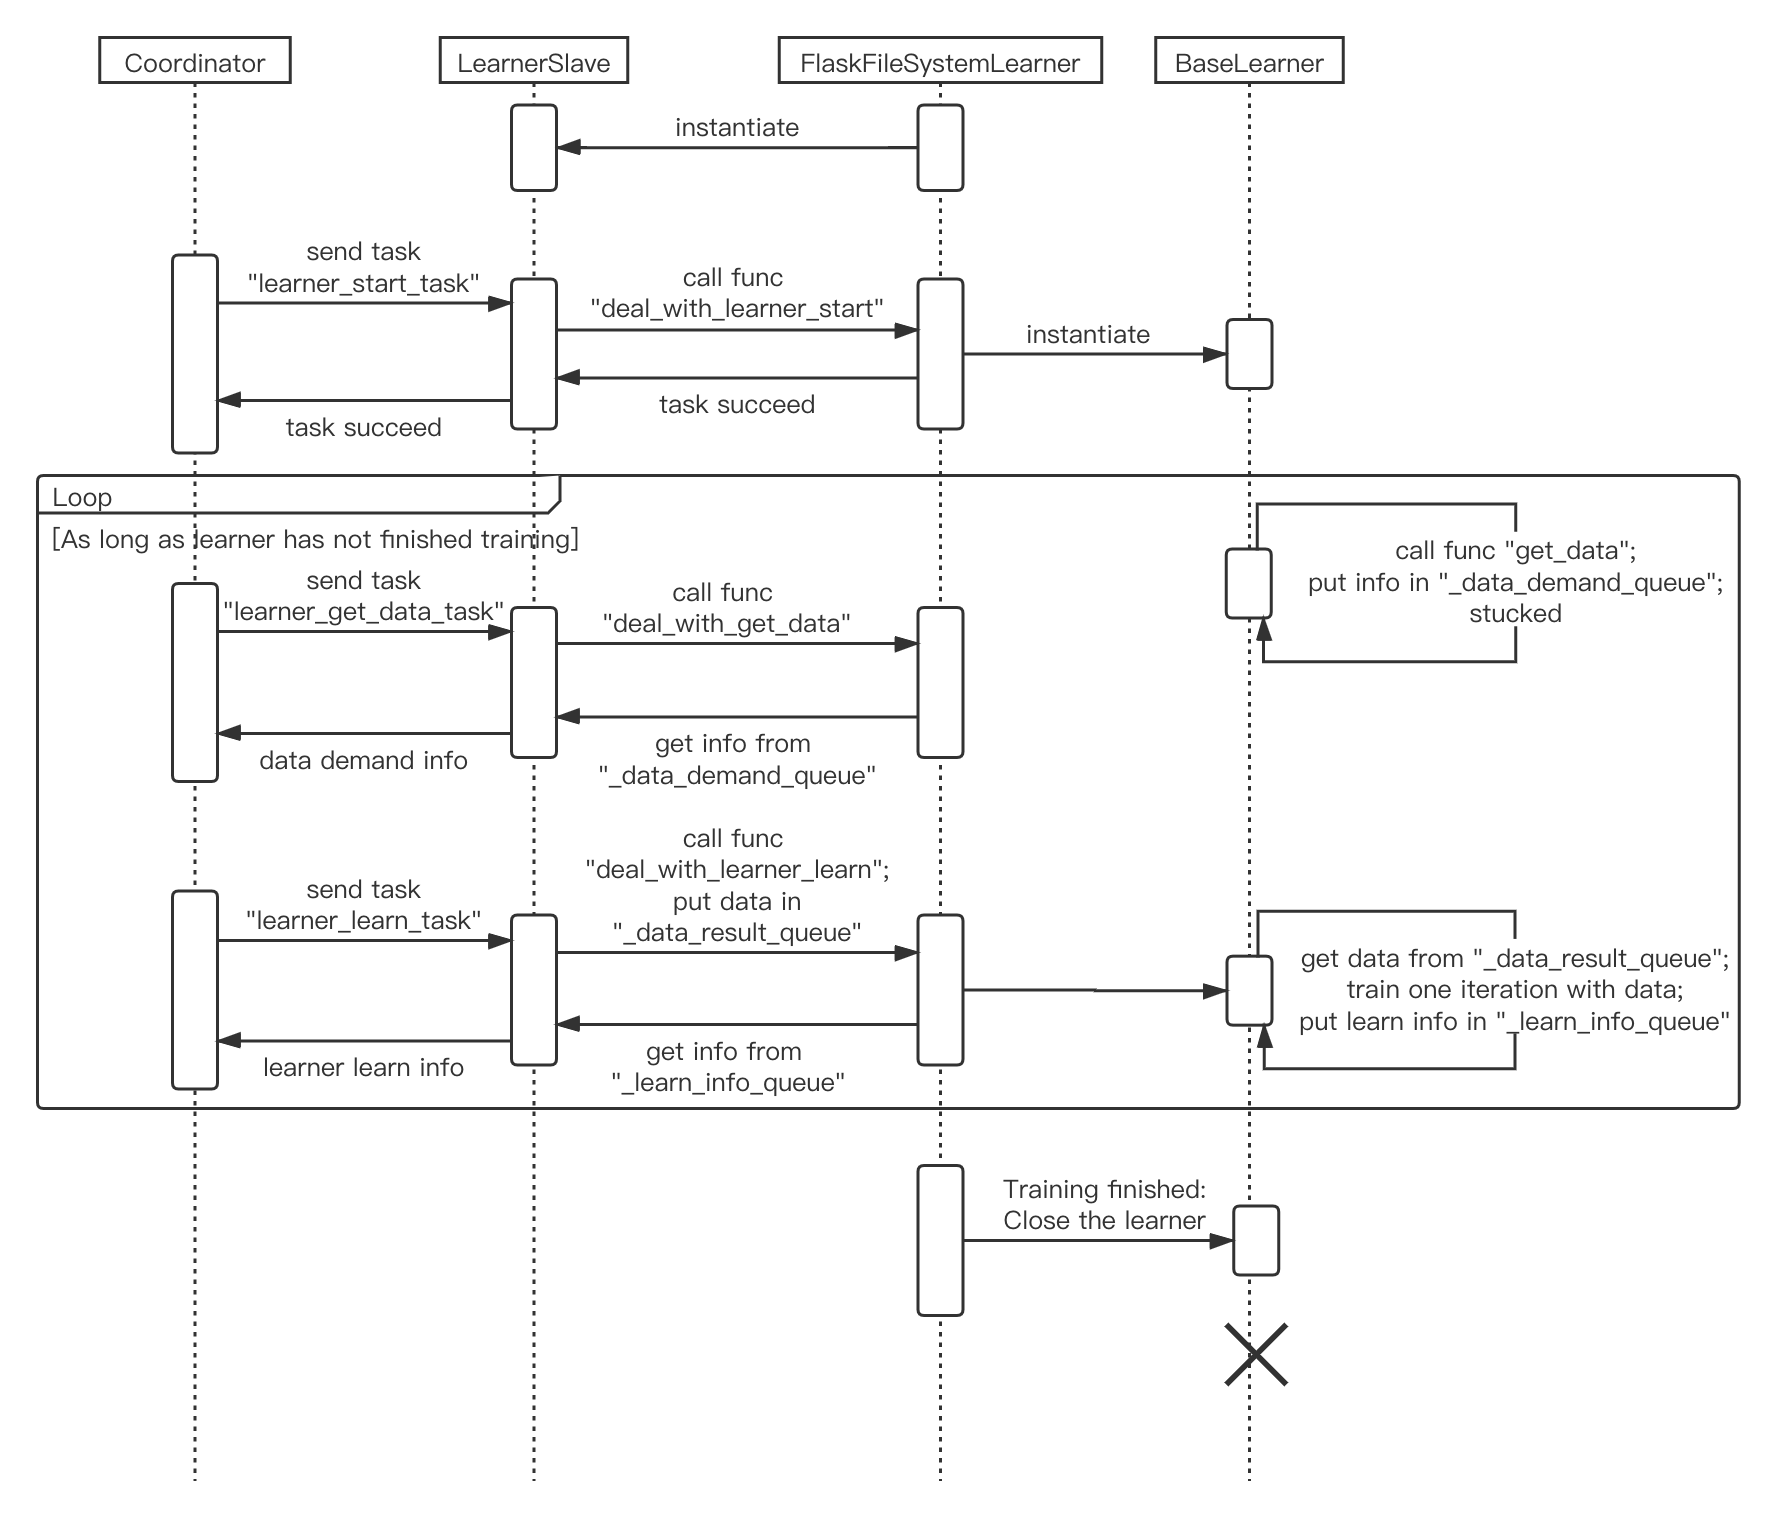 Coordinator
LearnerSlave
FlaskFileSystemLearner
BaseLearner
instantiate
send task
"learner_start_task"
call func
"deal_with_learner_start"
instantiate
task succeed
task succeed
Loop
[As long as learner has not finished training]
call func "get_data";
put info in "_data_demand_queue";
stucked
send task
"learner_get_data_task"
call func
"deal_with_get_data"
get info from
"_data_demand_queue"
data demand info
call func
"deal_with_learner_learn";
put data in
"_data_result_queue"
send task
"learner_learn_task"
get data from "_data_result_queue";
train one iteration with data;
put learn info in "_learn_info_queue"
get info from
"_learn_info_queue"
learner learn info
Training finished:
Close the learner